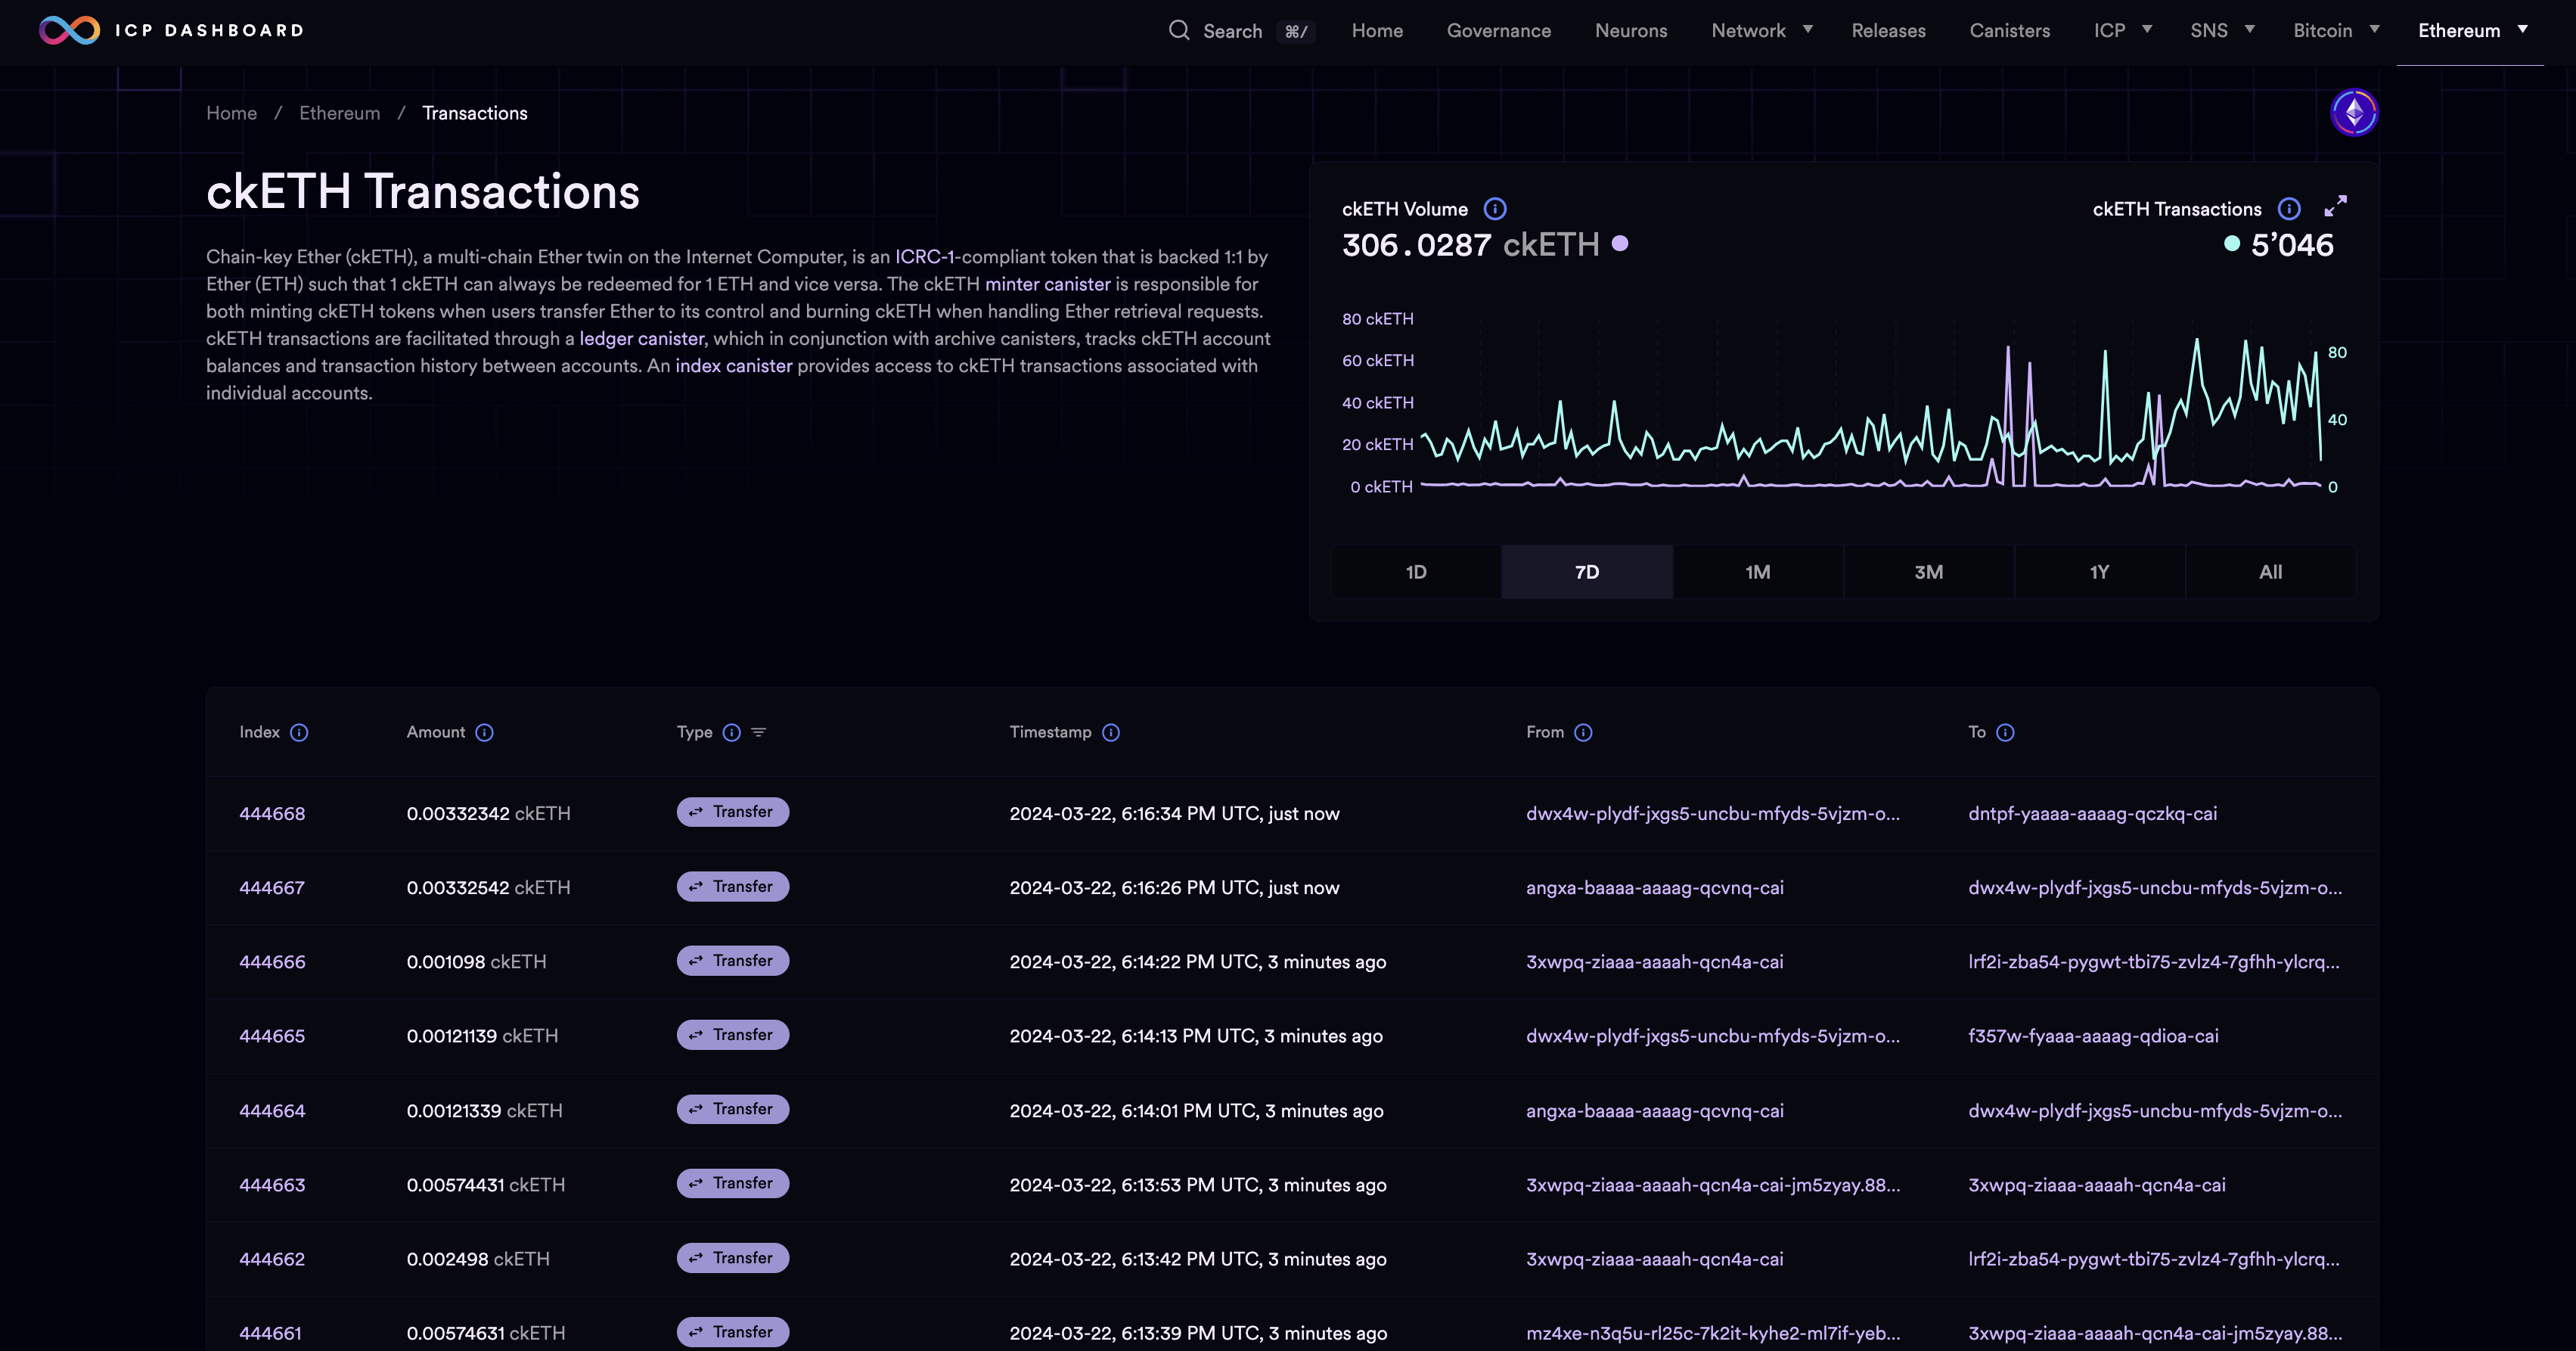 ICP DASHBOARD
Search ⌘/ Home Governance Neurons Network Releases Canisters ICP SNS Bitcoin Ethereum
Home / Ethereum / Transactions
ckETH Transactions
Chain-key Ether (ckETH), a multi-chain Ether twin on the Internet Computer, is an ICRC-1-compliant token that is backed 1:1 by
Ether (ETH) such that 1 ckETH can always be redeemed for 1 ETH and vice versa. The ckETH minter canister is responsible for
both minting ckETH tokens when users transfer Ether to its control and burning ckETH when handling Ether retrieval requests.
ckETH transactions are facilitated through a ledger canister, which in conjunction with archive canisters, tracks ckETH account
balances and transaction history between accounts. An index canister provides access to ckETH transactions associated with
individual accounts.
ckETH Volume ckETH Transactions
306.0287 ckETH 5’046
80 ckETH
60 ckETH
40 ckETH
20 ckETH
0 ckETH
80
40
0
1D 7D 1M 3M 1Y All
Index Amount Type Timestamp From To
444668 0.00332342 ckETH Transfer 2024-03-22, 6:16:34 PM UTC, just now dwx4w-plydf-jxgs5-uncbu-mfyds-5vjzm-o... dntpf-yaaaa-aaaag-qczkq-cai
444667 0.00332542 ckETH Transfer 2024-03-22, 6:16:26 PM UTC, just now angxa-baaaa-aaaag-qcvnq-cai dwx4w-plydf-jxgs5-uncbu-mfyds-5vjzm-o...
444666 0.001098 ckETH Transfer 2024-03-22, 6:14:22 PM UTC, 3 minutes ago 3xwpq-ziaaa-aaaah-qcn4a-cai lrf2i-zba54-pygwt-tbi75-zvlz4-7gfhh-ylcrq...
444665 0.00121139 ckETH Transfer 2024-03-22, 6:14:13 PM UTC, 3 minutes ago dwx4w-plydf-jxgs5-uncbu-mfyds-5vjzm-o... f357w-fyaaa-aaaag-qdioa-cai
444664 0.00121339 ckETH Transfer 2024-03-22, 6:14:01 PM UTC, 3 minutes ago angxa-baaaa-aaaag-qcvnq-cai dwx4w-plydf-jxgs5-uncbu-mfyds-5vjzm-o...
444663 0.00574431 ckETH Transfer 2024-03-22, 6:13:53 PM UTC, 3 minutes ago 3xwpq-ziaaa-aaaah-qcn4a-cai-jm5zyay.88... 3xwpq-ziaaa-aaaah-qcn4a-cai
444662 0.002498 ckETH Transfer 2024-03-22, 6:13:42 PM UTC, 3 minutes ago 3xwpq-ziaaa-aaaah-qcn4a-cai lrf2i-zba54-pygwt-tbi75-zvlz4-7gfhh-ylcrq...
444661 0.00574631 ckETH Transfer 2024-03-22, 6:13:39 PM UTC, 3 minutes ago mz4xe-n3q5u-rl25c-7k2it-kyhe2-ml7if-yeb... 3xwpq-ziaaa-aaaah-qcn4a-cai-jm5zyay.88...